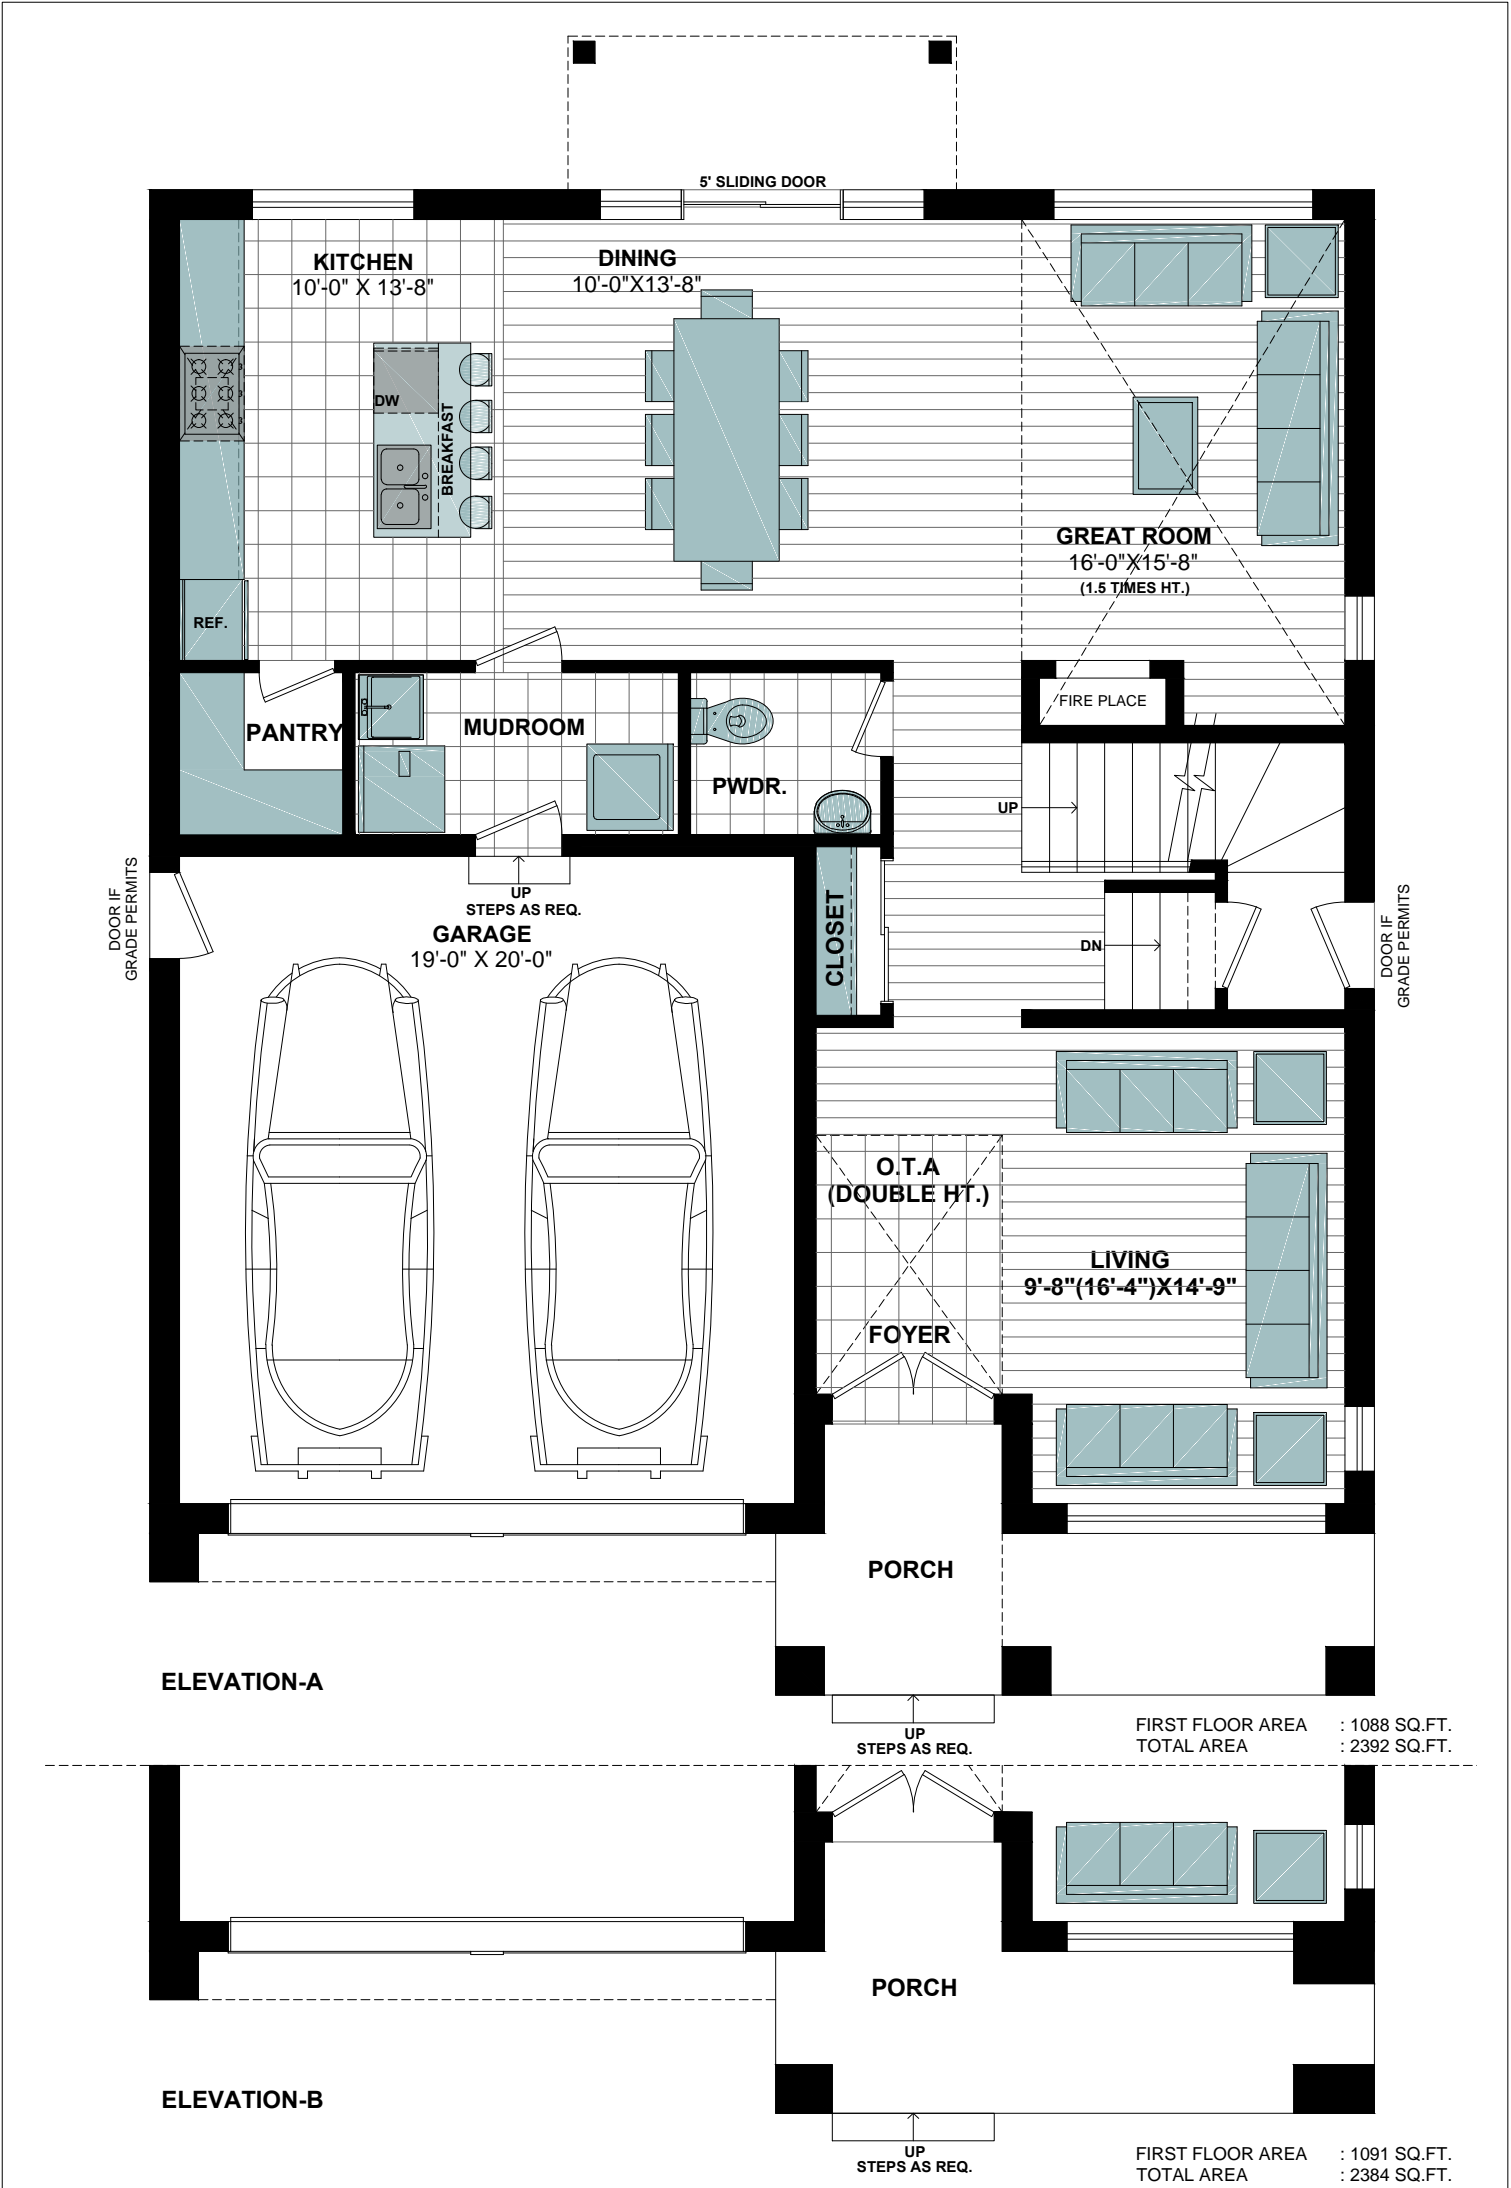 5' SLIDING DOOR
KITCHEN
10'-0" X 13'-8"
DINING
10'-0"X13'-8"
DW
BREAKFAST
GREAT ROOM
16'-0"X15'-8"
(1.5 TIMES HT.)
REF.
PANTRY
MUDROOM
PWDR.
FIRE PLACE
UP
DOOR IF
GRADE PERMITS
UP
STEPS AS REQ.
GARAGE
19'-0" X 20'-0"
CLOSET
DN
DOOR IF
GRADE PERMITS
O.T.A
(DOUBLE HT.)
LIVING
9'-8"(16'-4")X14'-9"
FOYER
PORCH
ELEVATION-A
UP
STEPS AS REQ.
FIRST FLOOR AREA : 1088 SQ.FT.
TOTAL AREA : 2392 SQ.FT.
PORCH
ELEVATION-B
UP
STEPS AS REQ.
FIRST FLOOR AREA : 1091 SQ.FT.
TOTAL AREA : 2384 SQ.FT.